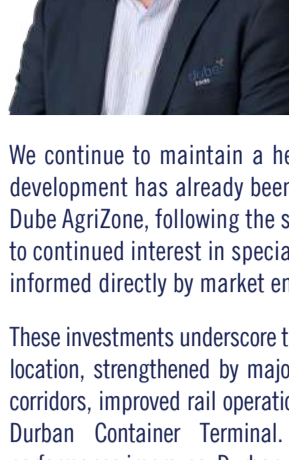 dube
We continue to maintain a he
development has already been
Dube AgriZone, following the s
to continued interest in specia
informed directly by market en
These investments underscore t
location, strengthened by majo
corridors, improved rail operatio
Durban Container Terminal.